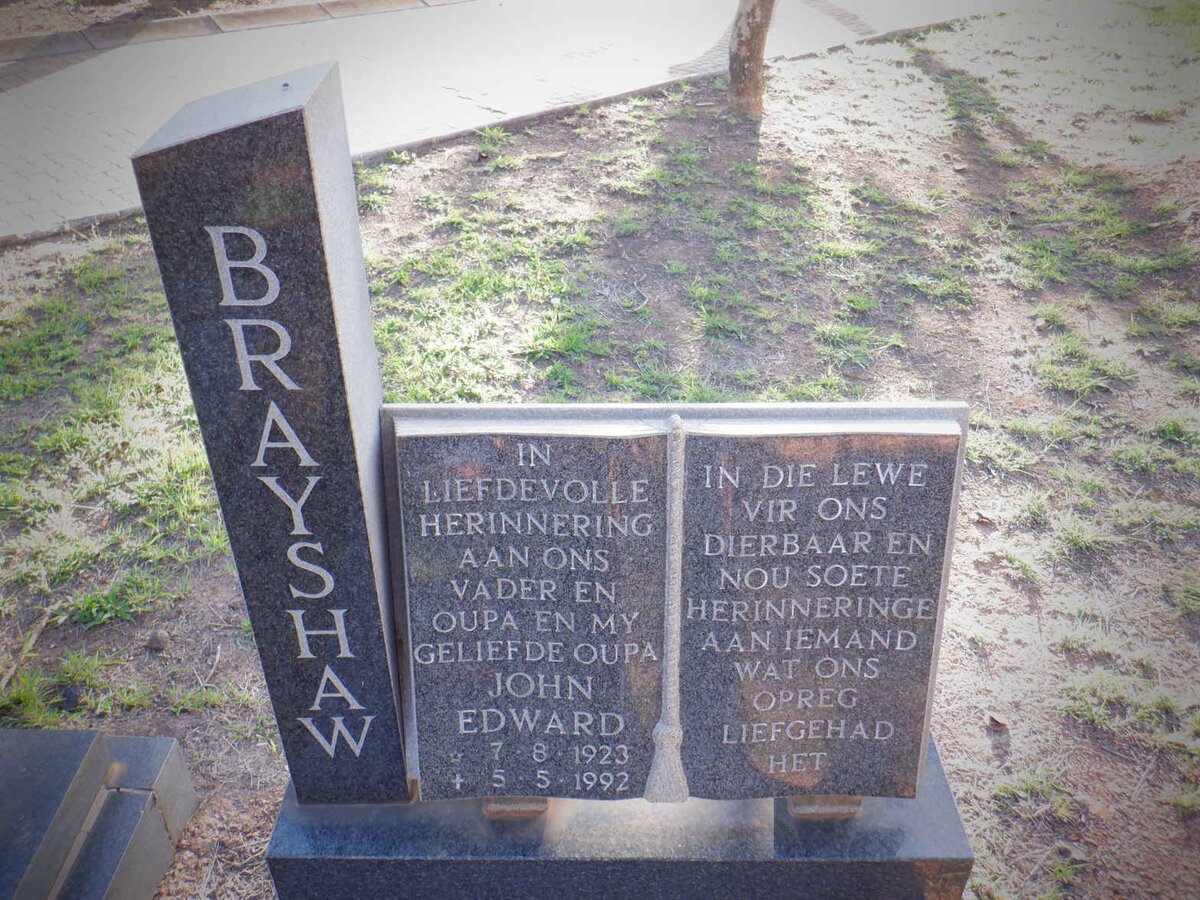 BRAYSHAW
IN
LIEFDEVOLLE
HERINNERING
AAN ONS
VADER EN
OUPA EN MY
GELIEFDE OUPA
JOHN
EDWARD
¤ 7·8·1923
+ 5·5·1992
IN DIE LEWE
VIR ONS
DIERBAAR EN
NOU SOETE
HERINNERINGE
AAN IEMAND
WAT ONS
OPREG
LIEFGEHAD
HET